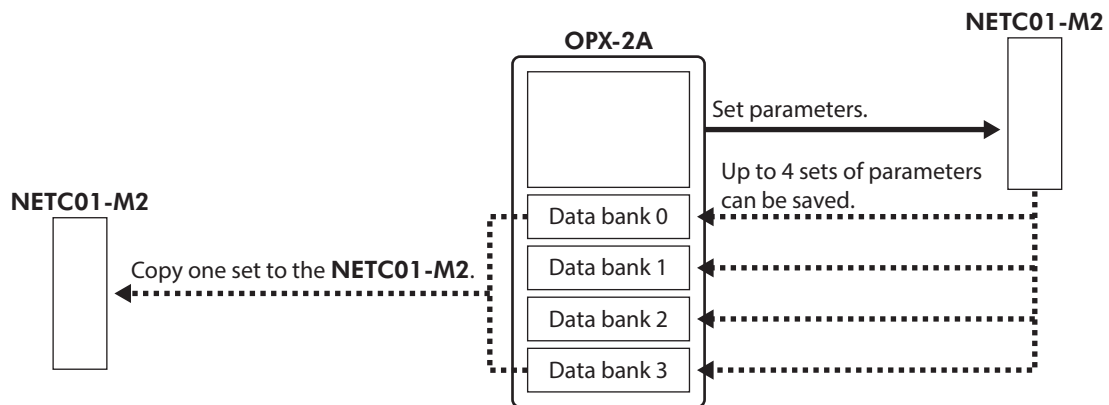 NETC01-M2
OPX-2A
Set parameters.
Up to 4 sets of parameters
can be saved.
NETC01-M2
Data bank 0
Copy one set to the NETC01-M2.
Data bank 1
Data bank 2
Data bank 3